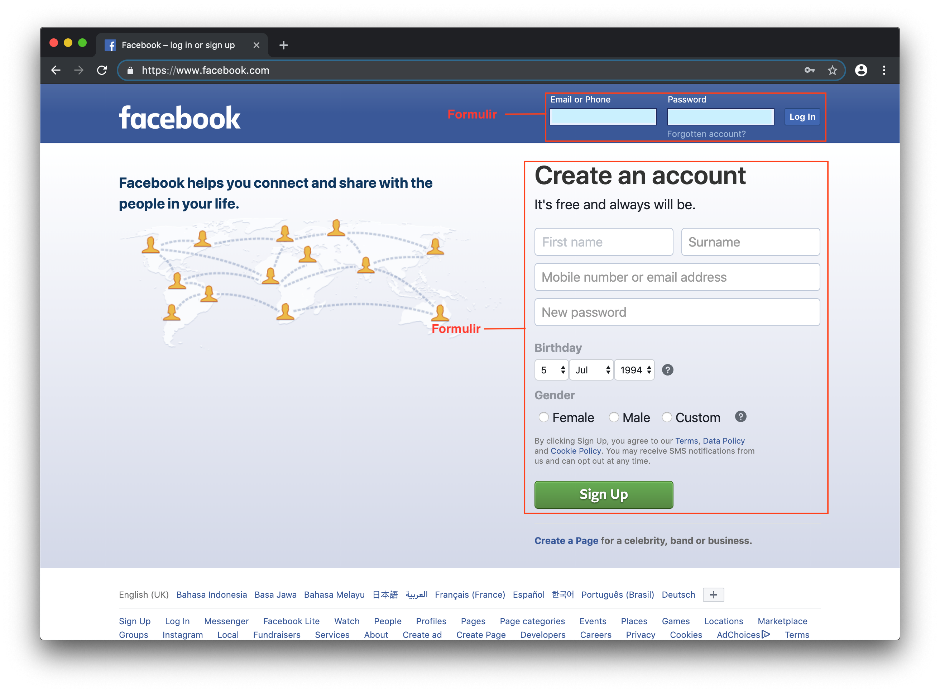 Facebook – log in or sign up
https://www.facebook.com
facebook
Email or Phone
Password
Log In
Forgotten account?
Formulir
Facebook helps you connect and share with the
people in your life.
Create an account
It's free and always will be.
First name
Surname
Mobile number or email address
New password
Formulir
Birthday
5 Jul 1994
Gender
Female Male Custom
By clicking Sign Up, you agree to our Terms, Data Policy
and Cookie Policy. You may receive SMS notifications from
us and can opt out at any time.
Sign Up
Create a Page for a celebrity, band or business.
English (UK) Bahasa Indonesia Basa Jawa Bahasa Melayu 日本語 العربية Français (France) Español 한국어 Português (Brasil) Deutsch
Sign Up Log In Messenger Facebook Lite Watch People Profiles Pages Page categories Events Places Games Locations Marketplace
Groups Instagram Local Fundraisers Services About Create ad Create Page Developers Careers Privacy Cookies AdChoices Terms